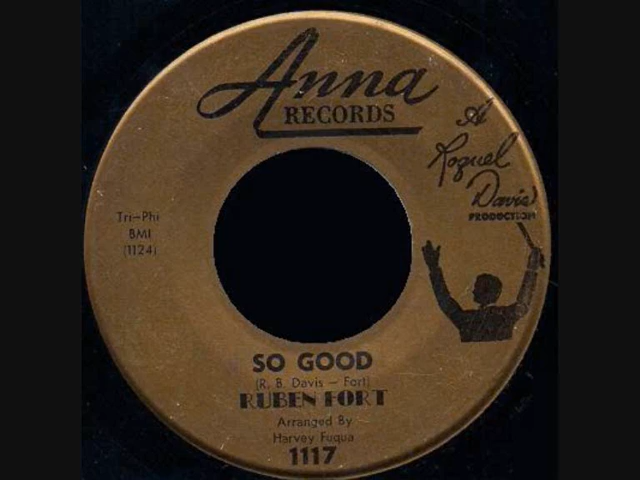 Anna
RECORDS
A
Roquel
Davis
PRODUCTION
Tri-Phi
BMI
(1124)
SO GOOD
(R. B. Davis - Fort)
RUBEN FORT
Arranged By
Harvey Fuqua
1117